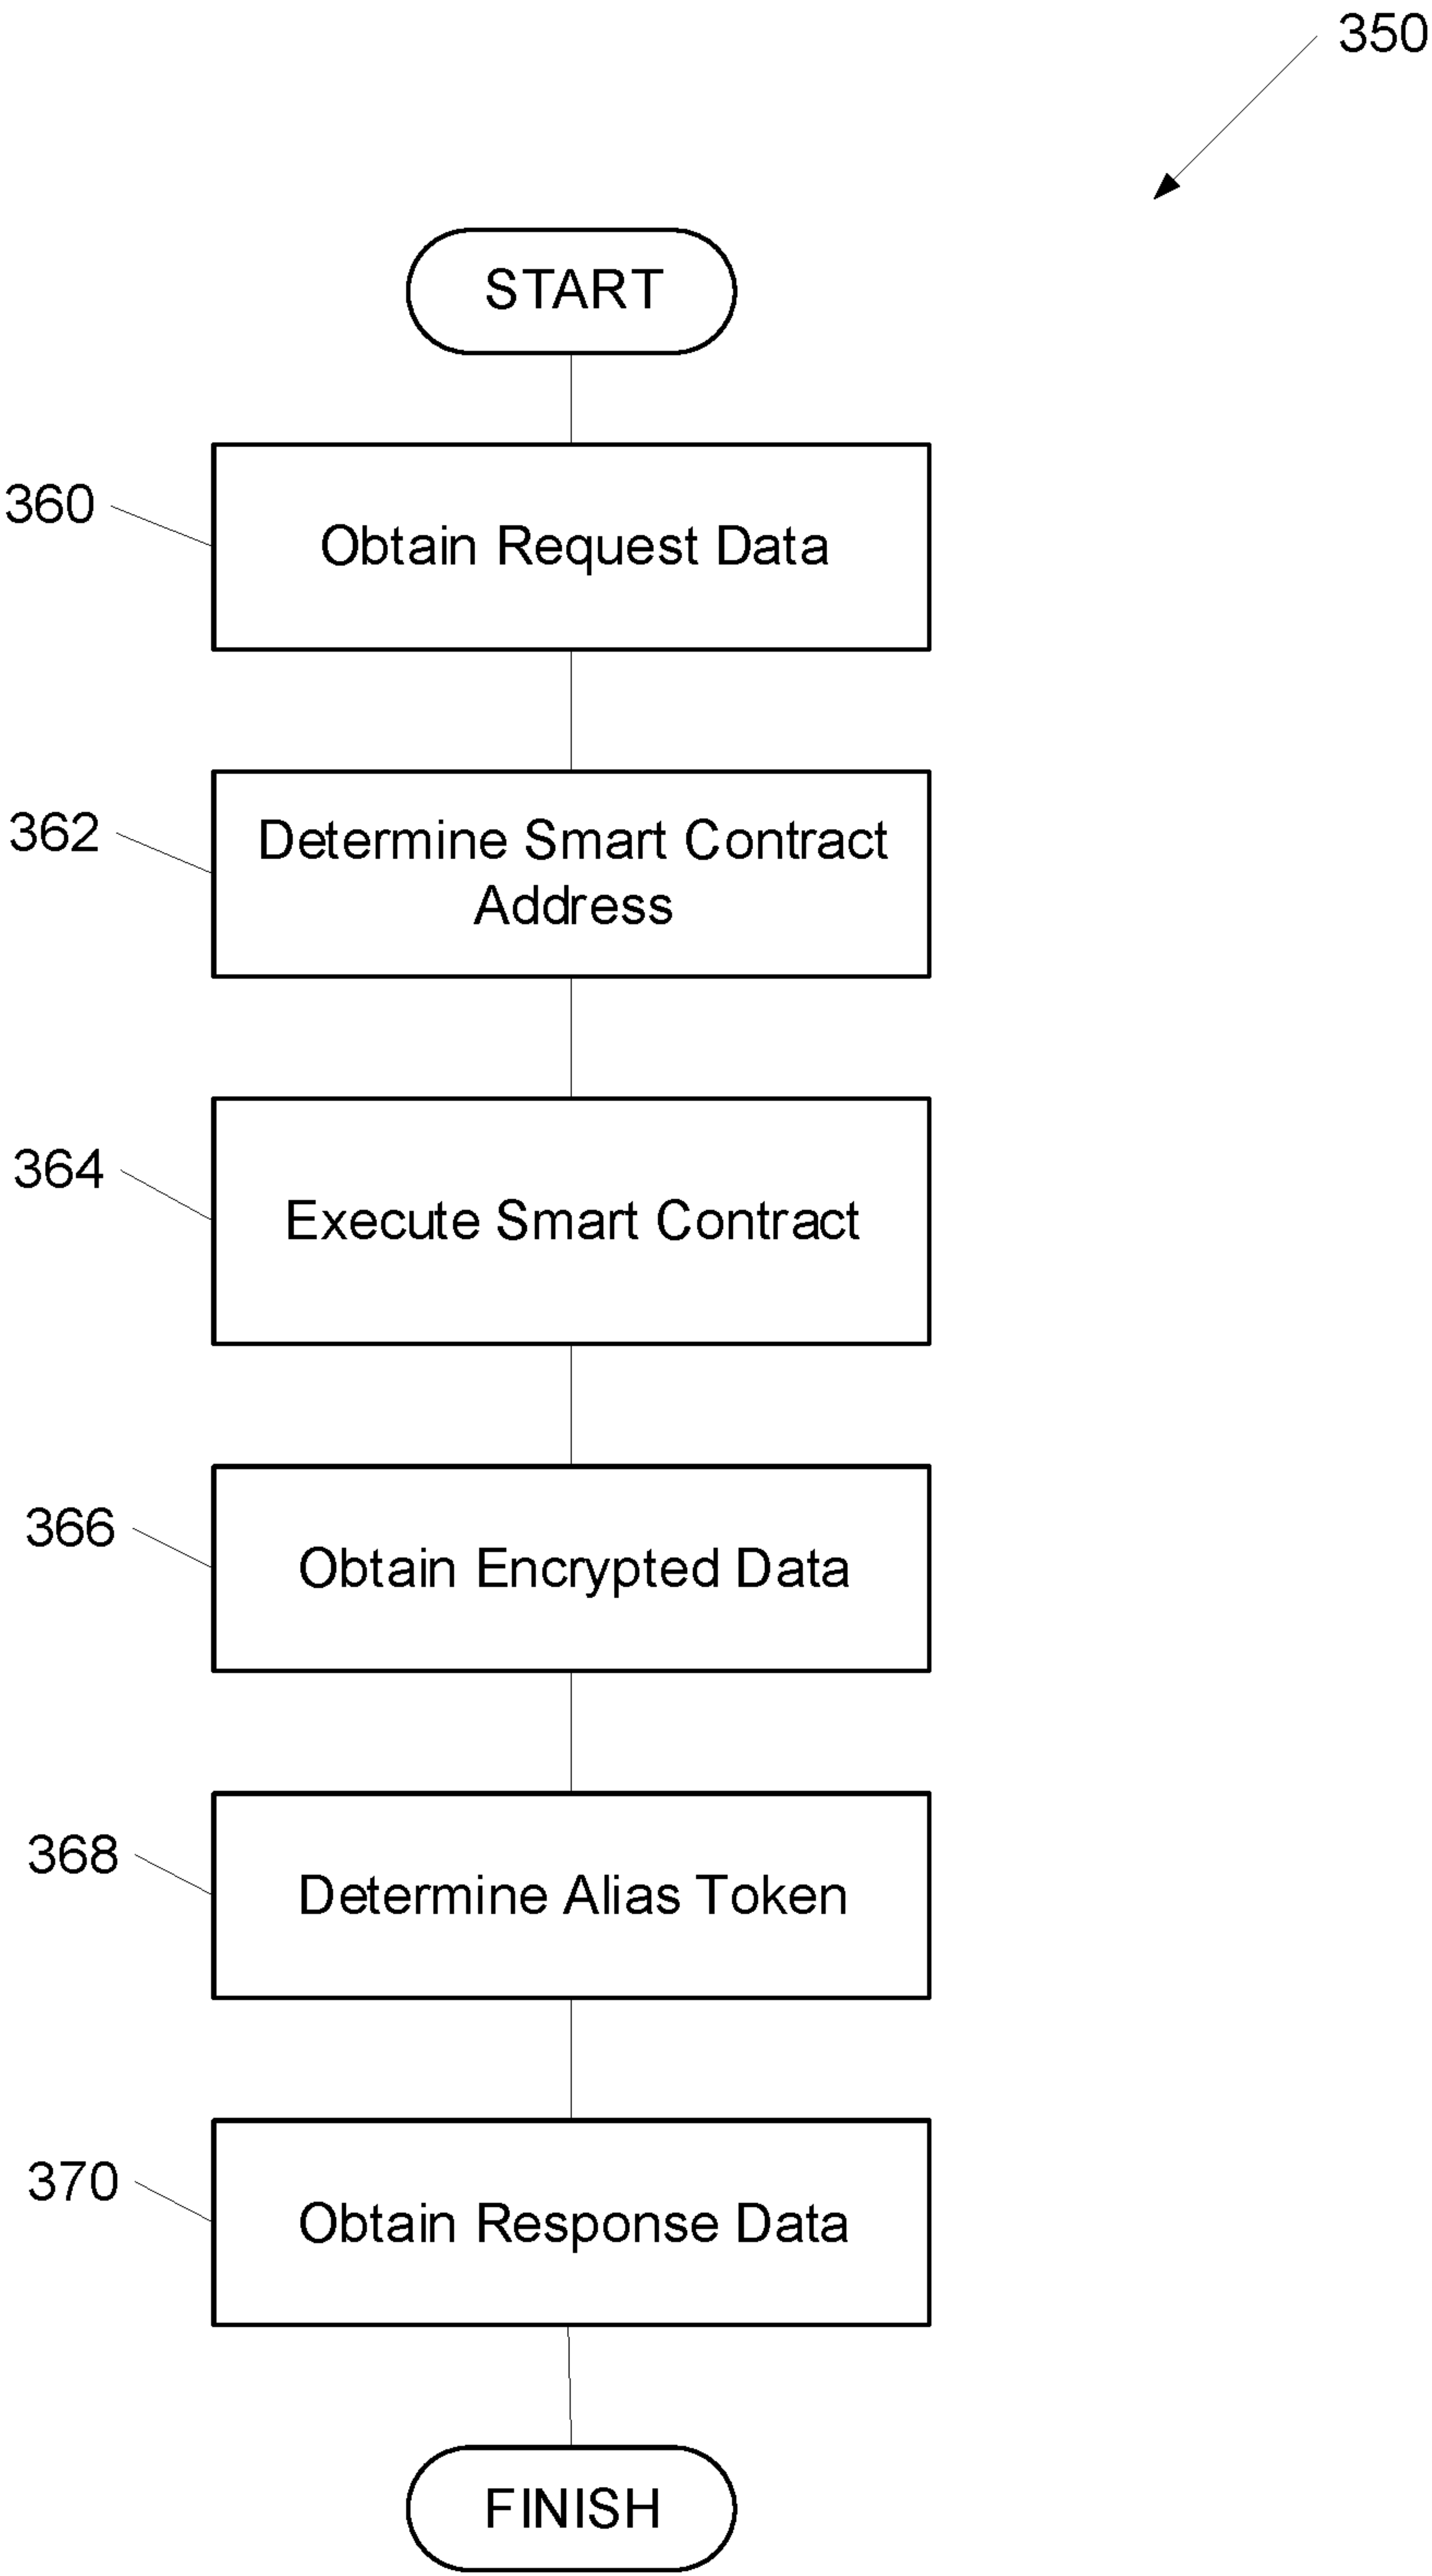 350
START
360
Obtain Request Data
362
Determine Smart Contract
Address
364
Execute Smart Contract
366
Obtain Encrypted Data
368
Determine Alias Token
370
Obtain Response Data
FINISH